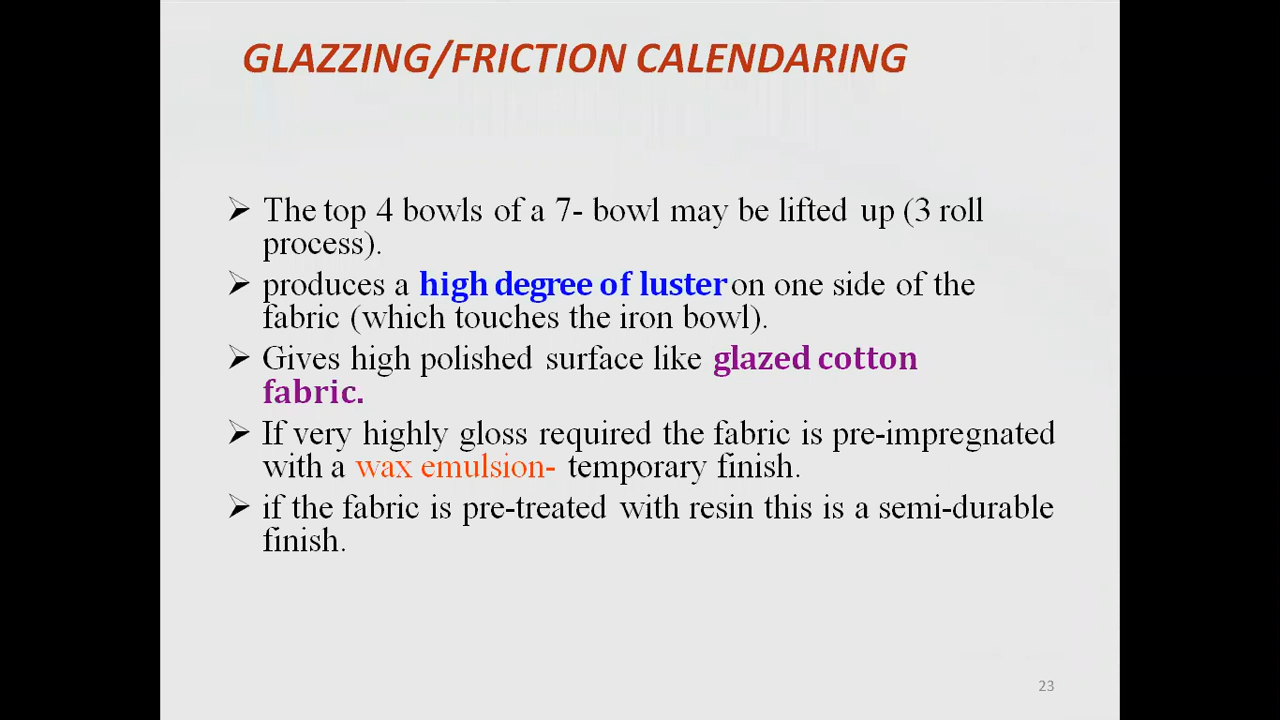 GLAZZING/FRICTION CALENDARING
➢ The top 4 bowls of a 7- bowl may be lifted up (3 roll
process).
➢ produces a high degree of luster on one side of the
fabric (which touches the iron bowl).
➢ Gives high polished surface like glazed cotton
fabric.
➢ If very highly gloss required the fabric is pre-impregnated
with a wax emulsion- temporary finish.
➢ if the fabric is pre-treated with resin this is a semi-durable
finish.
23